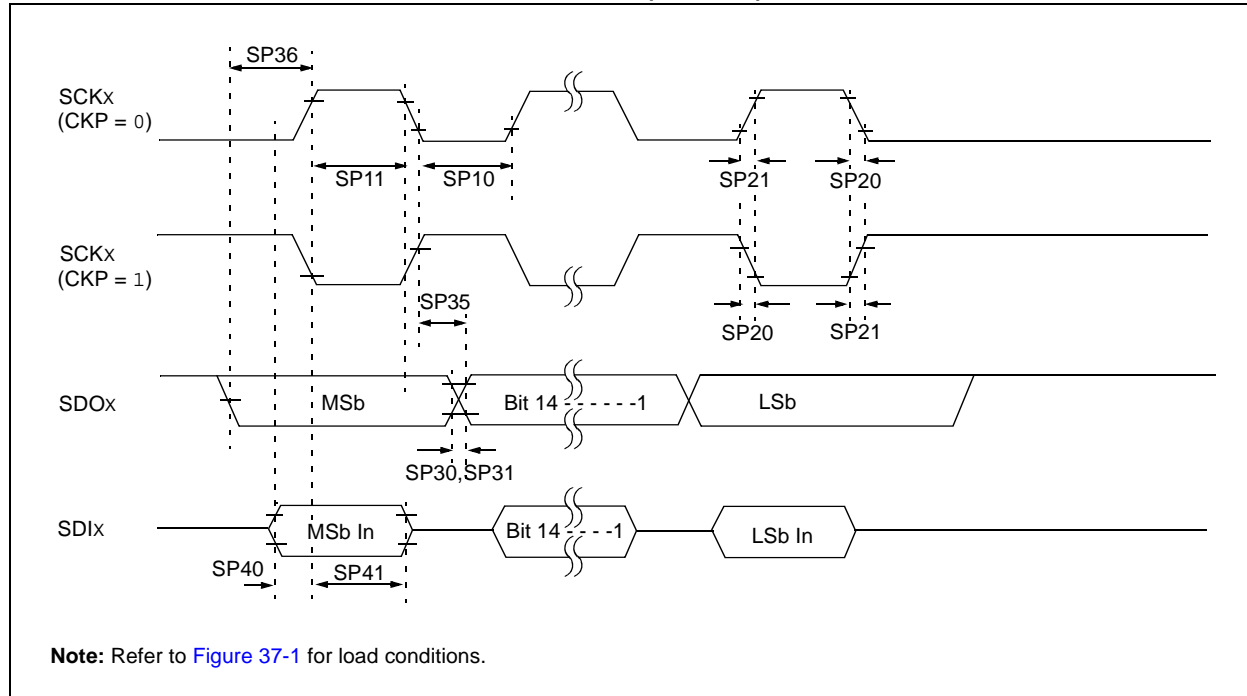 SP36
SCKX
(CKP = 0)
SP11
SP10
SP21
SP20
SCKX
(CKP = 1)
SP35
SP20
SP21
SDOX
MSb
Bit 14 - - - - - -1
LSb
SP30,SP31
SDIX
MSb In
Bit 14 - - - -1
LSb In
SP40
SP41
Note: Refer to Figure 37-1 for load conditions.